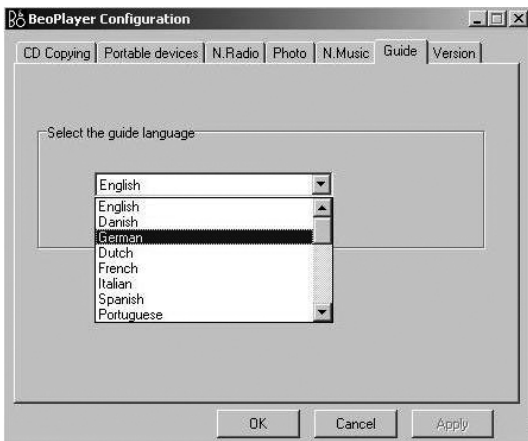 BeoPlayer Configuration
CD Copying Portable devices N.Radio Photo N.Music Guide Version
Select the guide language
English
English
Danish
German
Dutch
French
Italian
Spanish
Portuguese
OK Cancel Apply